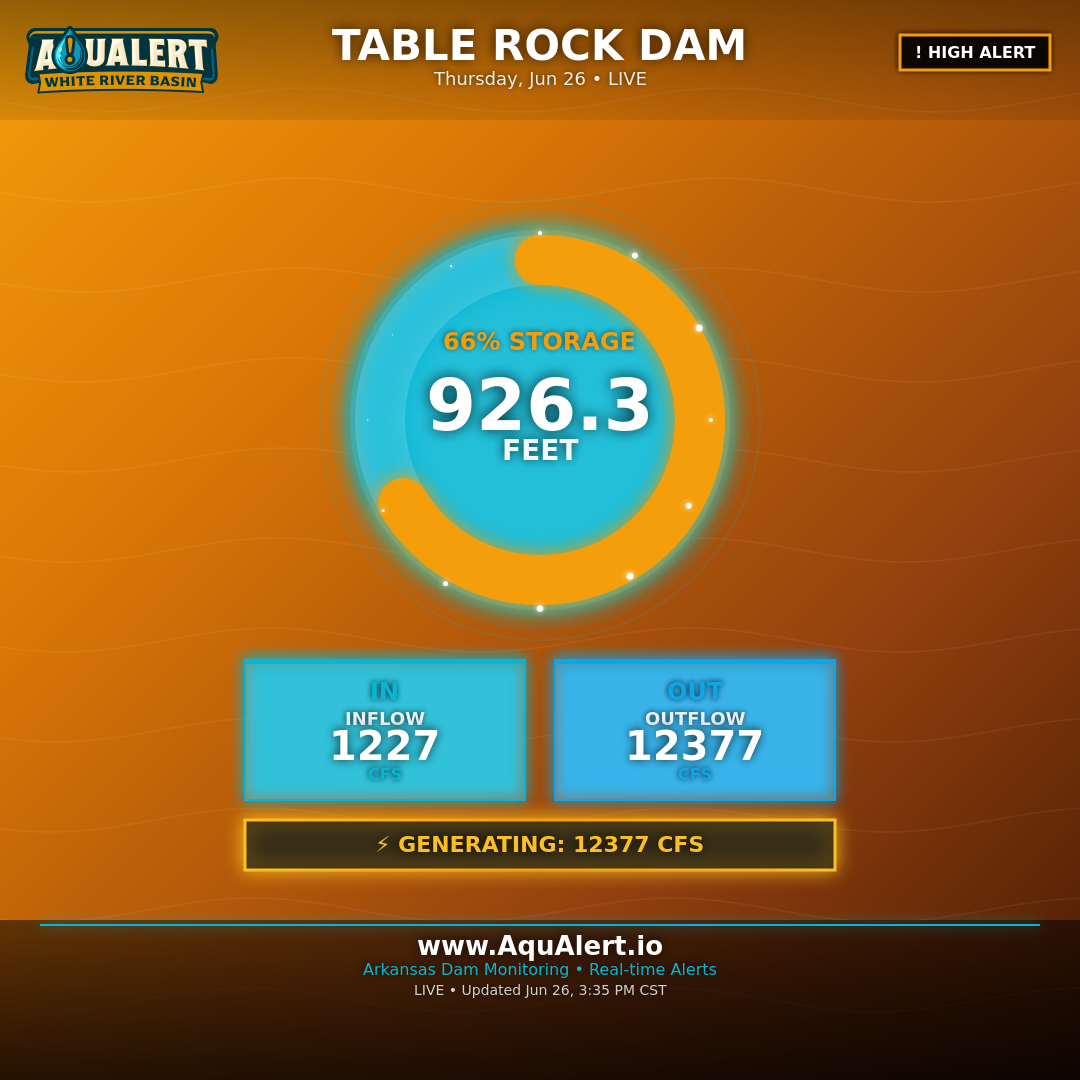 AQUALERT
WHITE RIVER BASIN
TABLE ROCK DAM
Thursday, Jun 26 • LIVE
! HIGH ALERT
66% STORAGE
926.3
FEET
IN
INFLOW
1227
CFS
OUT
OUTFLOW
12377
CFS
⚡ GENERATING: 12377 CFS
www.AquAlert.io
Arkansas Dam Monitoring • Real-time Alerts
LIVE • Updated Jun 26, 3:35 PM CST